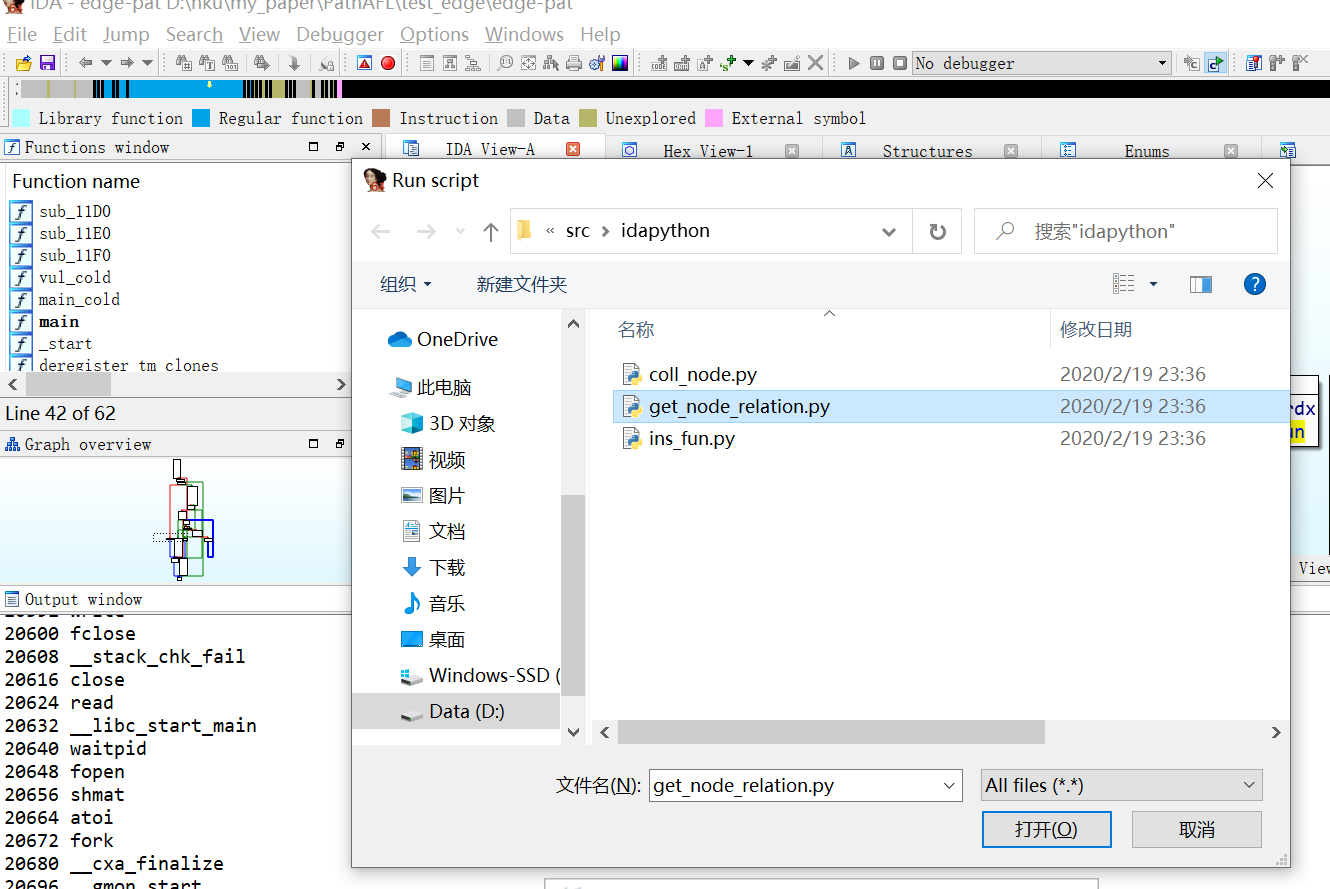 IDA - edge-pat D:\nku\my_paper\PathAFL\test_edge\edge-pat
File Edit Jump Search View Debugger Options Windows Help
No debugger
Library function Regular function Instruction Data Unexplored External symbol
Functions window
IDA View-A Hex View-1 Structures Enums
Function name
sub_11D0
sub_11E0
sub_11F0
vul_cold
main_cold
main
_start
deregister_tm_clones
Line 42 of 62
Graph overview
Output window
20600 fclose
20608 __stack_chk_fail
20616 close
20624 read
20632 __libc_start_main
20640 waitpid
20648 fopen
20656 shmat
20664 atoi
20672 fork
20680 __cxa_finalize
20696 __gmon_start
Run script
« src > idapython
搜索"idapython"
组织 新建文件夹
OneDrive
此电脑
3D 对象
视频
图片
文档
下载
音乐
桌面
Windows-SSD (
Data (D:)
名称 修改日期
coll_node.py 2020/2/19 23:36
get_node_relation.py 2020/2/19 23:36
ins_fun.py 2020/2/19 23:36
文件名(N): get_node_relation.py All files (*.*)
打开(O) 取消
rdx
un
View